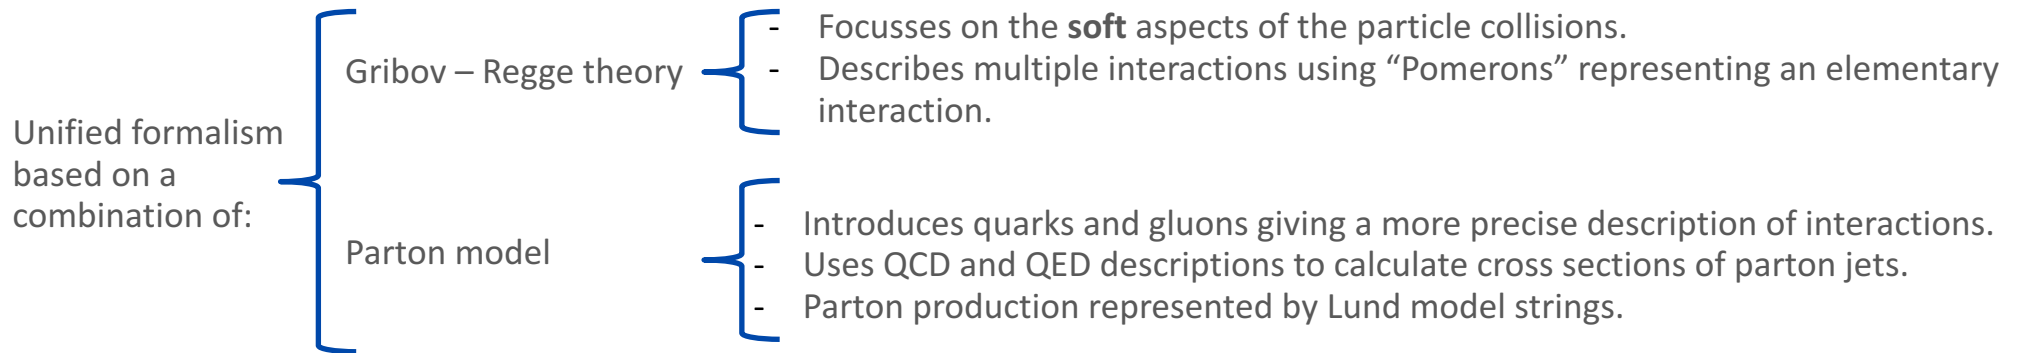 Unified formalism
based on a
combination of:
Gribov – Regge theory
- Focusses on the soft aspects of the particle collisions.
- Describes multiple interactions using “Pomerons” representing an elementary
interaction.
Parton model
- Introduces quarks and gluons giving a more precise description of interactions.
- Uses QCD and QED descriptions to calculate cross sections of parton jets.
- Parton production represented by Lund model strings.